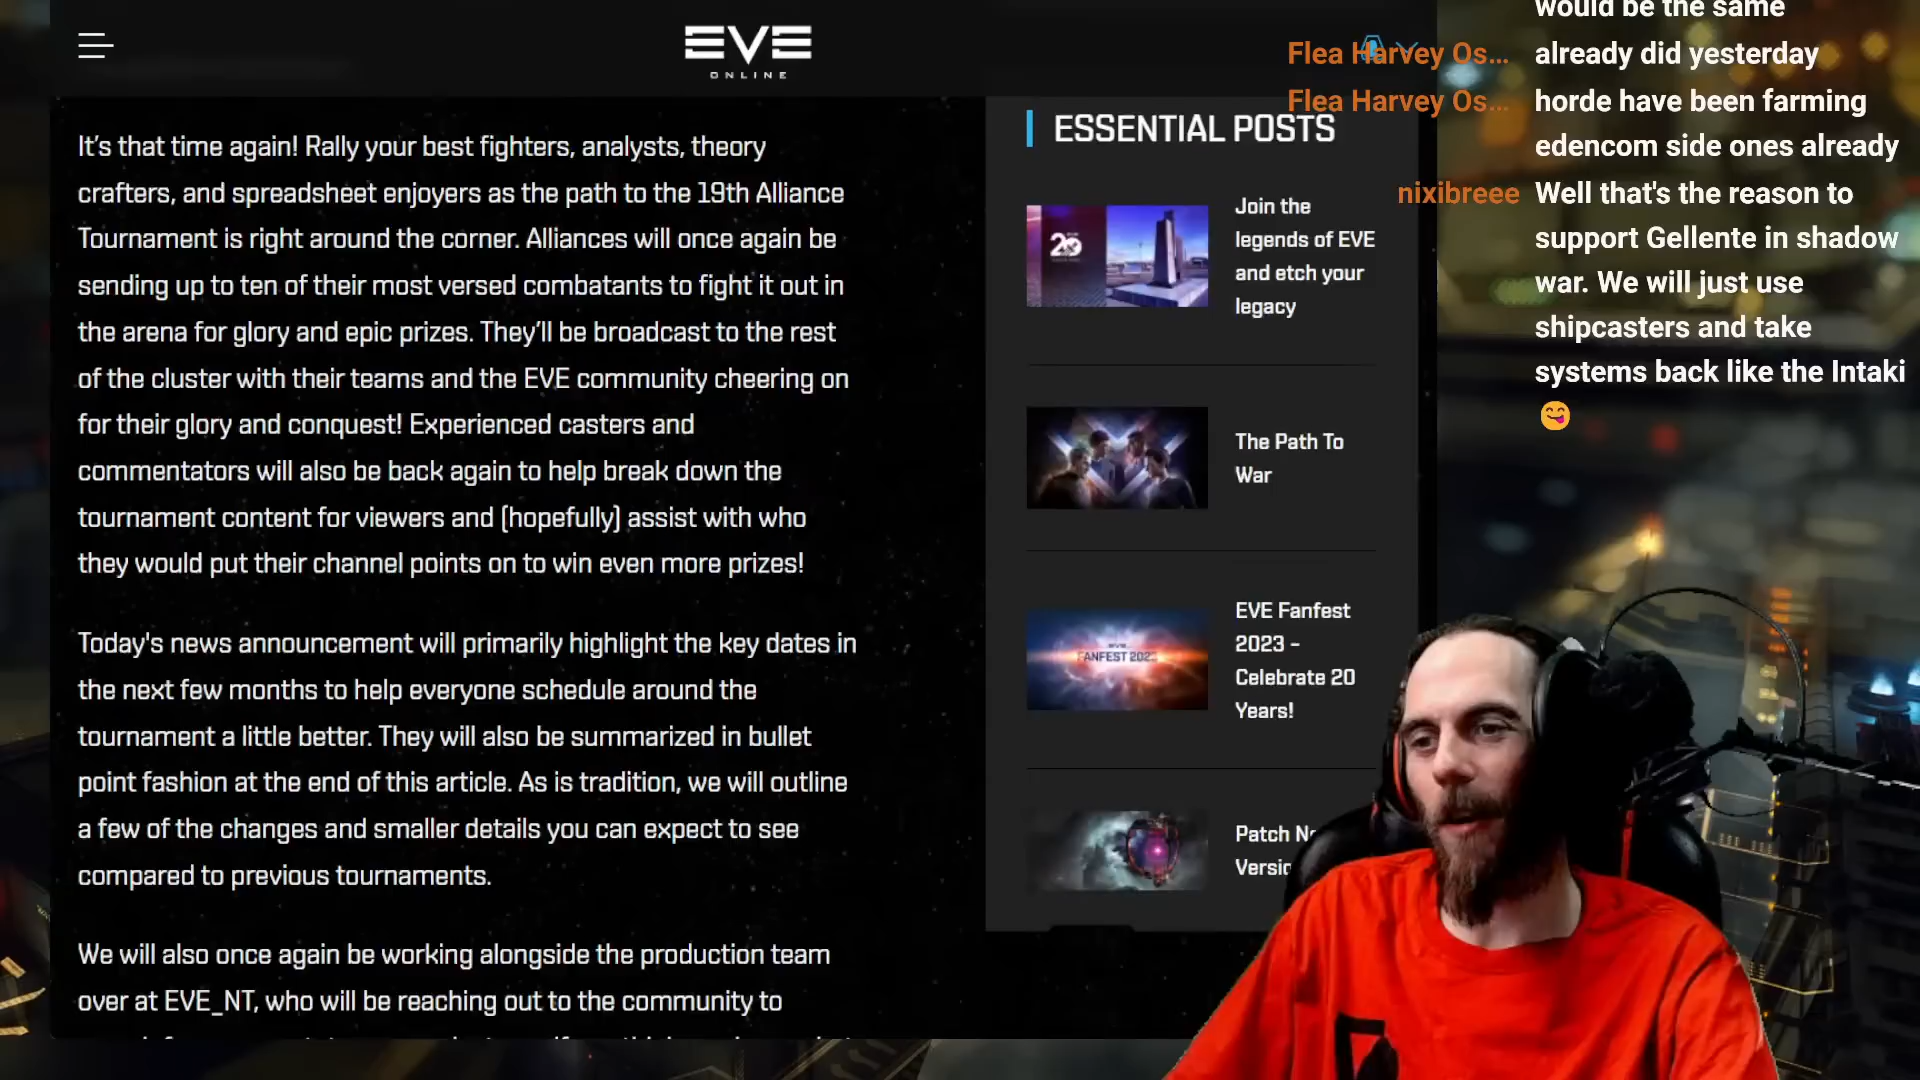 EVE
ONLINE
It's that time again! Rally your best fighters, analysts, theory
crafters, and spreadsheet enjoyers as the path to the 19th Alliance
Tournament is right around the corner. Alliances will once again be
sending up to ten of their most versed combatants to fight it out in
the arena for glory and epic prizes. They'll be broadcast to the rest
of the cluster with their teams and the EVE community cheering on
for their glory and conquest! Experienced casters and
commentators will also be back again to help break down the
tournament content for viewers and (hopefully) assist with who
they would put their channel points on to win even more prizes!
Today's news announcement will primarily highlight the key dates in
the next few months to help everyone schedule around the
tournament a little better. They will also be summarized in bullet
point fashion at the end of this article. As is tradition, we will outline
a few of the changes and smaller details you can expect to see
compared to previous tournaments.
We will also once again be working alongside the production team
over at EVE_NT, who will be reaching out to the community to
ESSENTIAL POSTS
20
Join the
legends of EVE
and etch your
legacy
The Path To
War
FANFEST 2023
EVE Fanfest
2023 -
Celebrate 20
Years!
Patch
would be the same
Flea Harvey Os... already did yesterday
Flea Harvey Os... horde have been farming
edencom side ones already
nixibreee Well that's the reason to
support Gellente in shadow
war. We will just use
shipcasters and take
systems back like the Intaki
😋